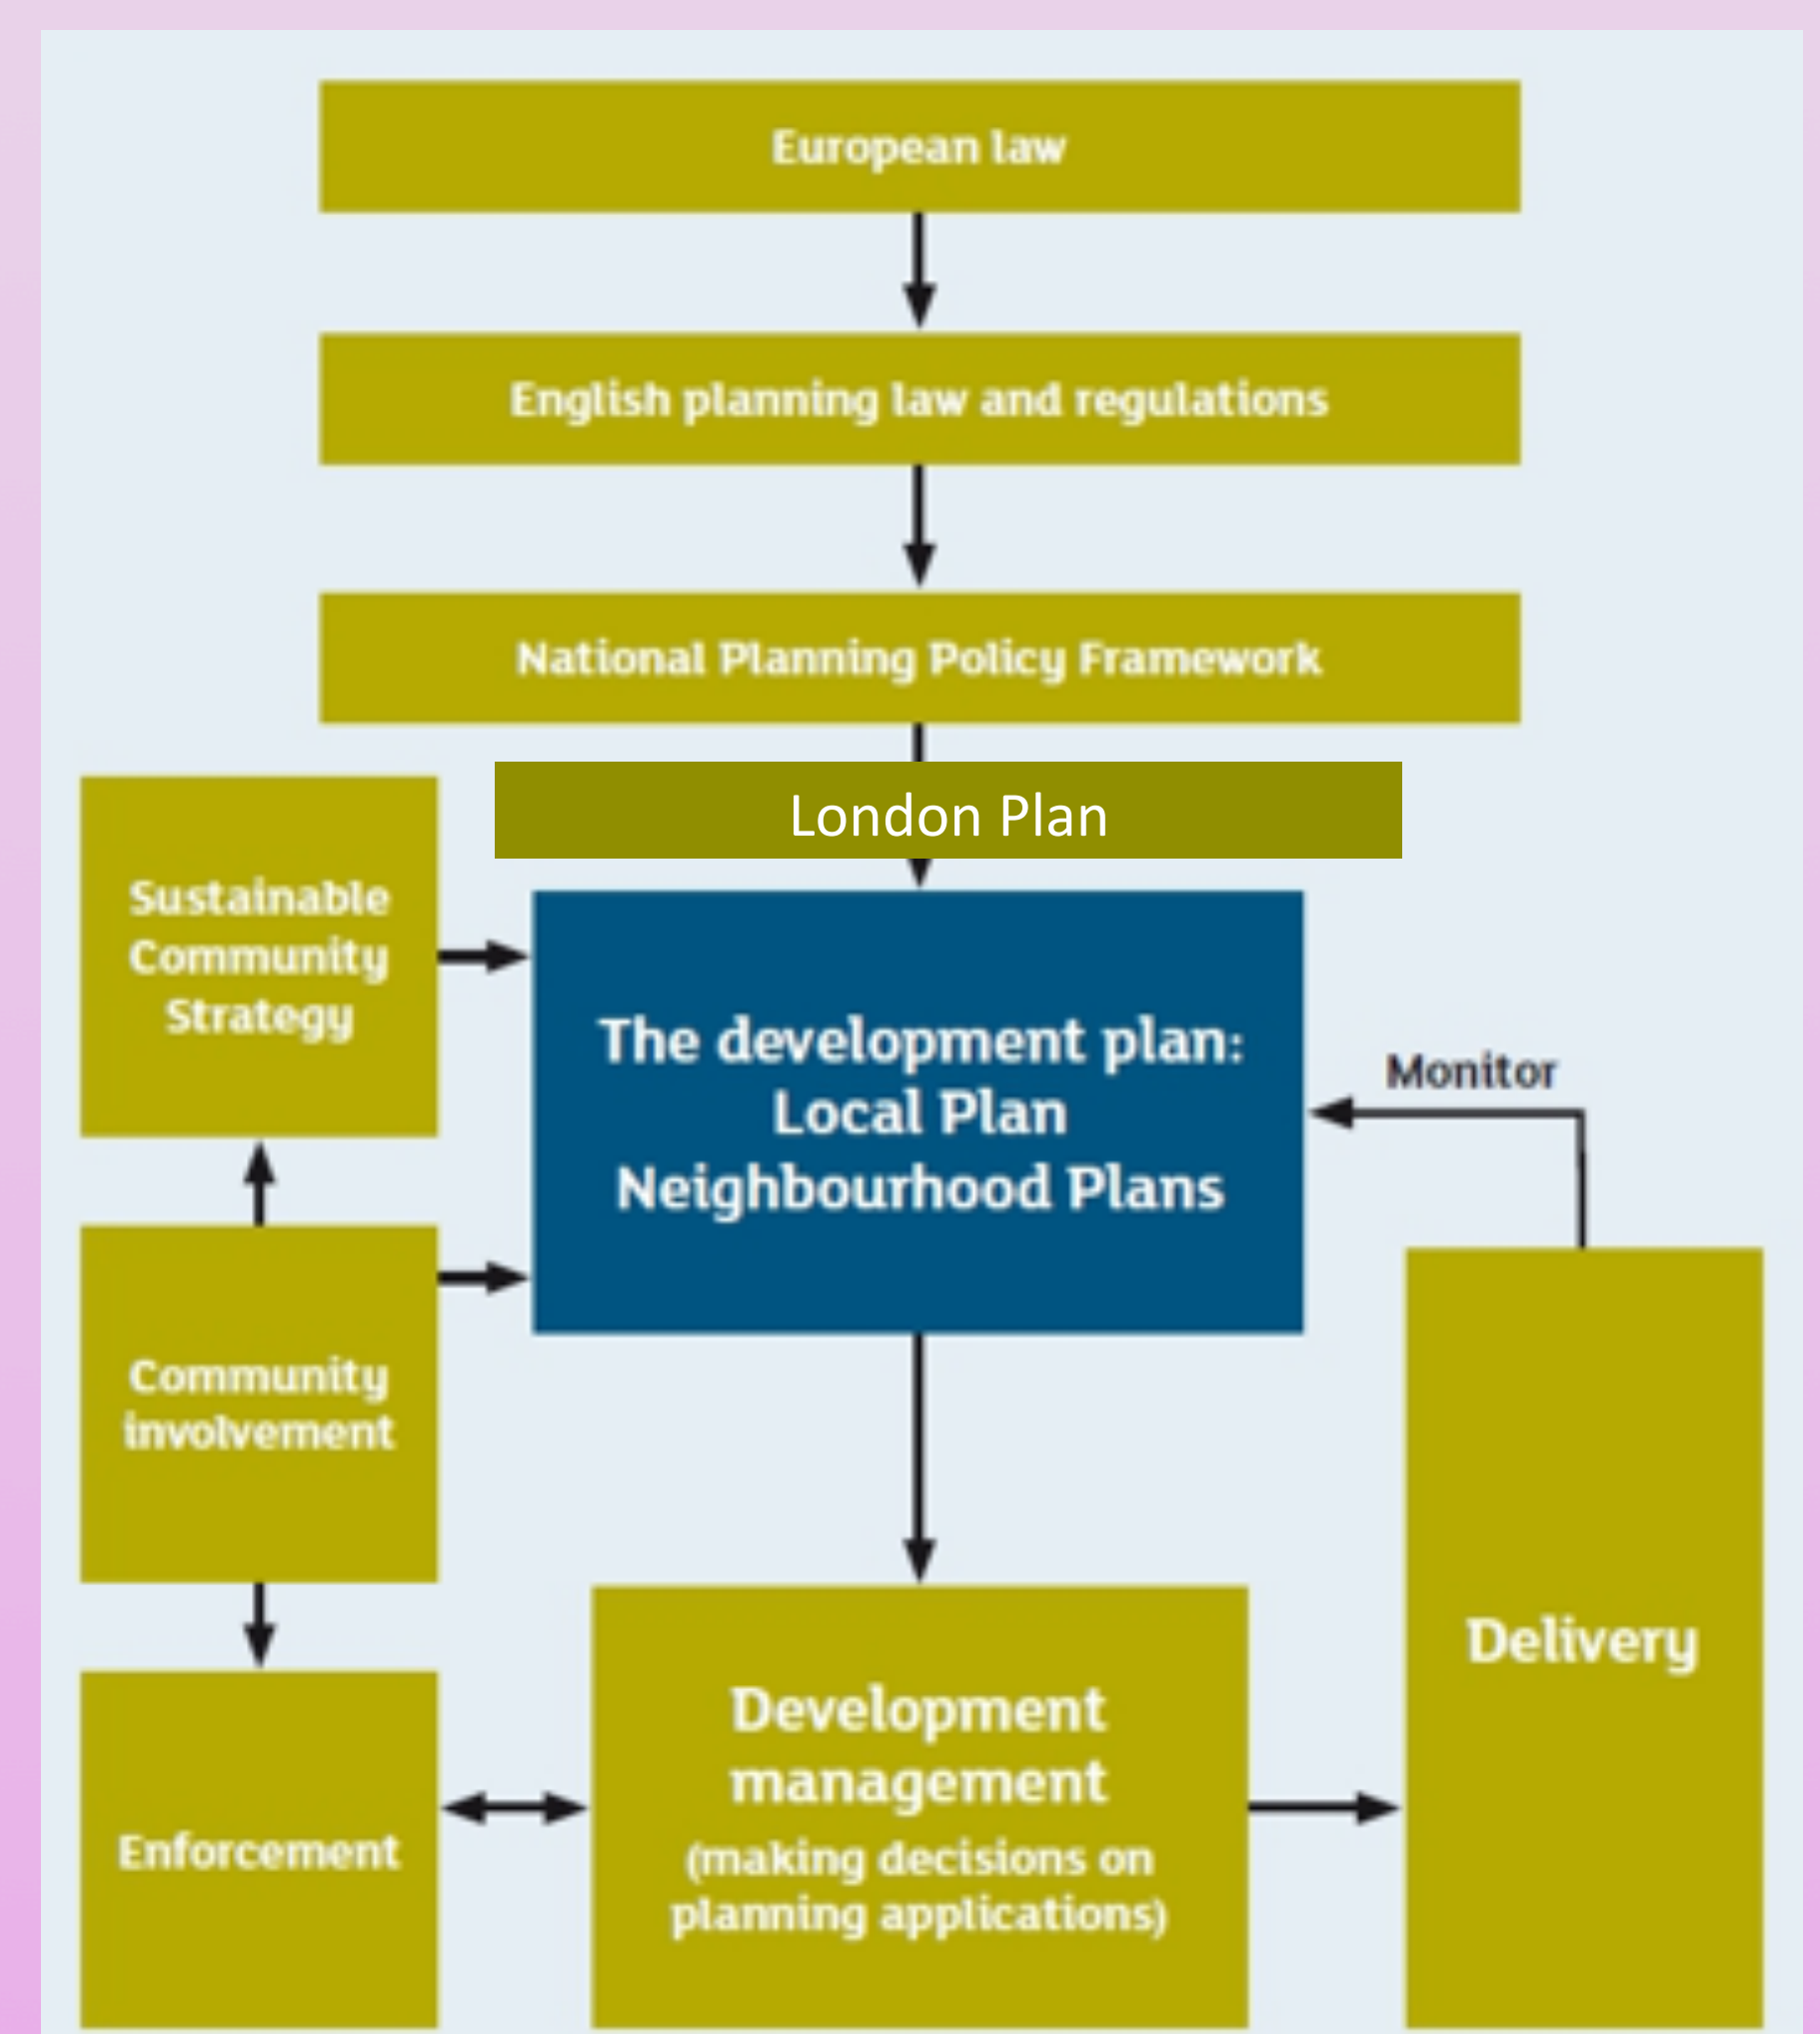 European law
English planning law and regulations
National Planning Policy Framework
London Plan
Sustainable
Community
Strategy
The development plan:
Local Plan
Neighbourhood Plans
Monitor
Community
involvement
Delivery
Enforcement
Development
management
(making decisions on
planning applications)